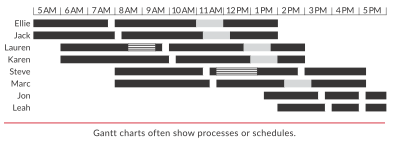 5 AM | 6 AM | 7 AM | 8 AM | 9 AM | 10 AM | 11 AM | 12 PM | 1 PM | 2 PM | 3 PM | 4 PM | 5 PM |
Ellie
Jack
Lauren
Karen
Steve
Marc
Jon
Leah
Gantt charts often show processes or schedules.